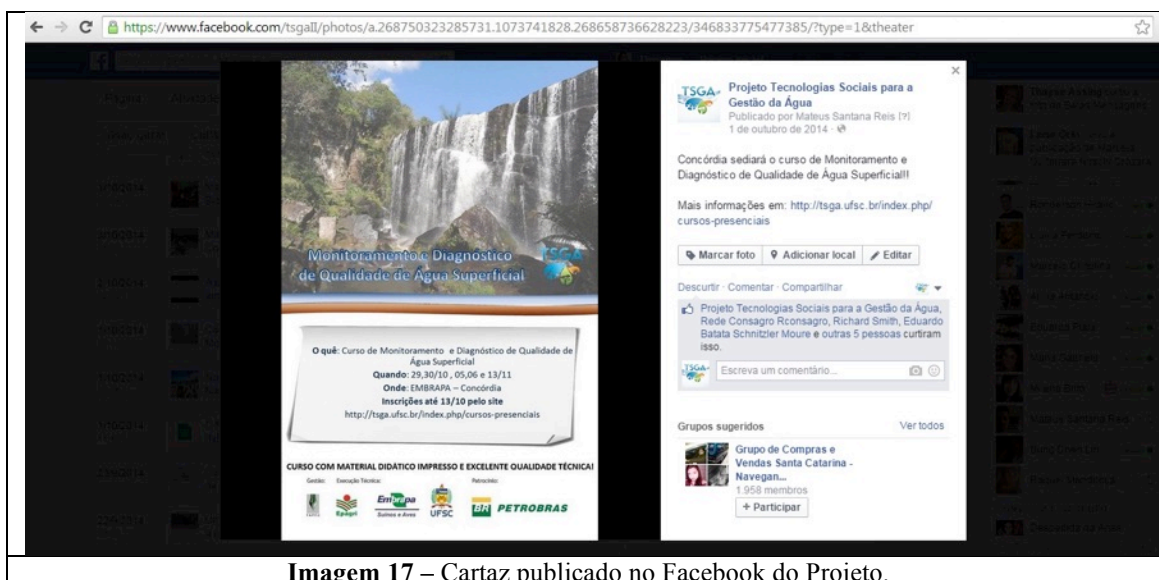 https://www.facebook.com/tsgaII/photos/a.268750323285731.1073741828.268658736628223/346833775477385/?type=1&theater
Monitoramento e Diagnóstico
de Qualidade de Água Superficial
TSGA
O quê: Curso de Monitoramento e Diagnóstico de Qualidade de
Água Superficial
Quando: 29,30/10 , 05,06 e 13/11
Onde: EMBRAPA – Concórdia
Inscrições até 13/10 pelo site
http://tsga.ufsc.br/index.php/cursos-presenciais
CURSO COM MATERIAL DIDÁTICO IMPRESSO E EXCELENTE QUALIDADE TÉCNICA!
Gestão: Execução Técnica: Patrocínio:
Epagri
Embrapa
Suínos e Aves
UFSC
BR PETROBRAS
TSGA
Projeto Tecnologias Sociais para a
Gestão da Água
Publicado por Mateus Santana Reis [?]
1 de outubro de 2014 ·
Concórdia sediará o curso de Monitoramento e
Diagnóstico de Qualidade de Água Superficial!!!
Mais informações em: http://tsga.ufsc.br/index.php/
cursos-presenciais
Marcar foto Adicionar local Editar
Descurtir · Comentar · Compartilhar
Projeto Tecnologias Sociais para a Gestão da Água,
Rede Consagro Rconsagro, Richard Smith, Eduardo
Batata Schnitzler Moure e outras 5 pessoas curtiram
isso.
TSGA
Escreva um comentário...
Grupos sugeridos Ver todos
Grupo de Compras e
Vendas Santa Catarina -
Navegan...
1.958 membros
+ Participar
Imagem 17 – Cartaz publicado no Facebook do Projeto.